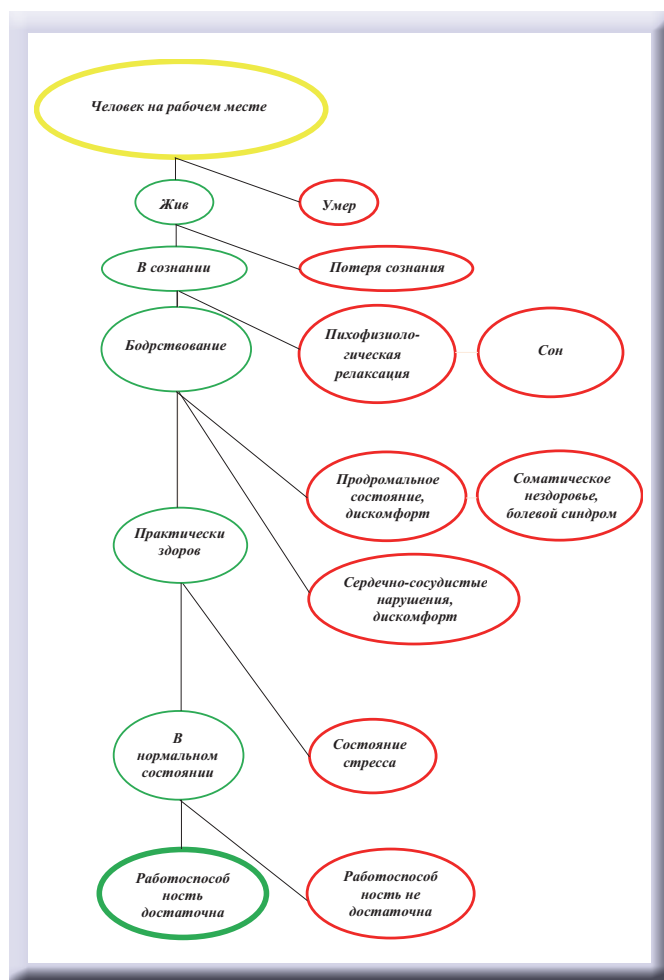 Человек на рабочем месте
Жив
Умер
В сознании
Потеря сознания
Бодрствование
Пихофизиоло-
гическая
релаксация
Сон
Продромальное
состояние,
дискомфорт
Соматическое
нездоровье,
болевой синдром
Практически
здоров
Сердечно-сосудистые
нарушения,
дискомфорт
В
нормальном
состоянии
Состояние
стресса
Работоспособ
ность
достаточна
Работоспособ
ность не
достаточна